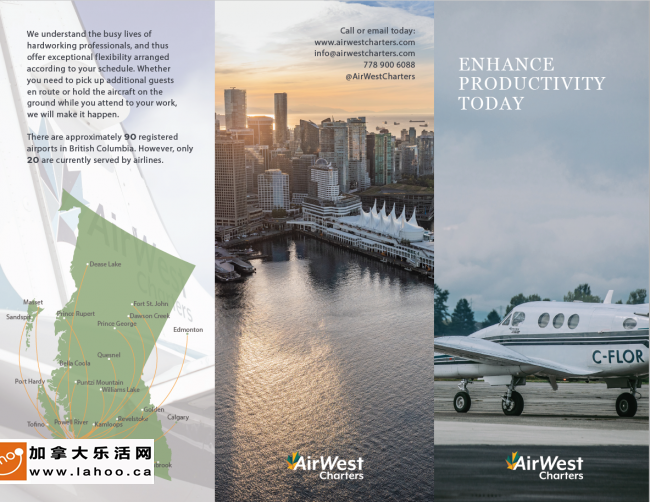 We understand the busy lives of
hardworking professionals, and thus
offer exceptional flexibility arranged
according to your schedule. Whether
you need to pick up additional guests
en route or hold the aircraft on the
ground while you attend to your work,
we will make it happen.
There are approximately 90 registered
airports in British Columbia. However, only
20 are currently served by airlines.
AirWest
Dease Lake
Masset
Sandspit
Prince Rupert
Fort St. John
Dawson Creek
Prince George
Edmonton
Quesnel
Bella Coola
Port Hardy
Puntzi Mountain
Williams Lake
Golden
Calgary
Tofino
Powell River
Kamloops
Revelstoke
加拿大乐活网
www.lahoo.ca
Call or email today:
www.airwestcharters.com
info@airwestcharters.com
778 900 6088
@AirWestCharters
AirWest
Charters
ENHANCE
PRODUCTIVITY
TODAY
C-FLOR
AirWest
Charters